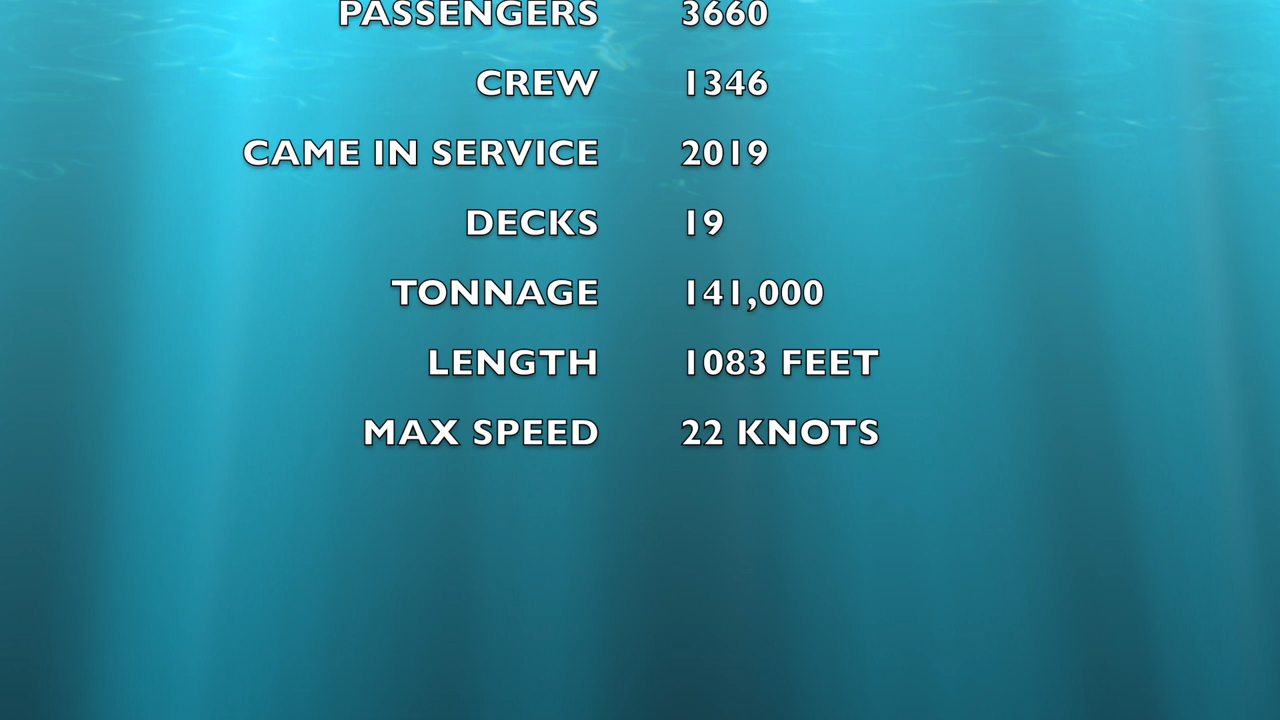 PASSENGERS 3660
CREW 1346
CAME IN SERVICE 2019
DECKS 19
TONNAGE 141,000
LENGTH 1083 FEET
MAX SPEED 22 KNOTS